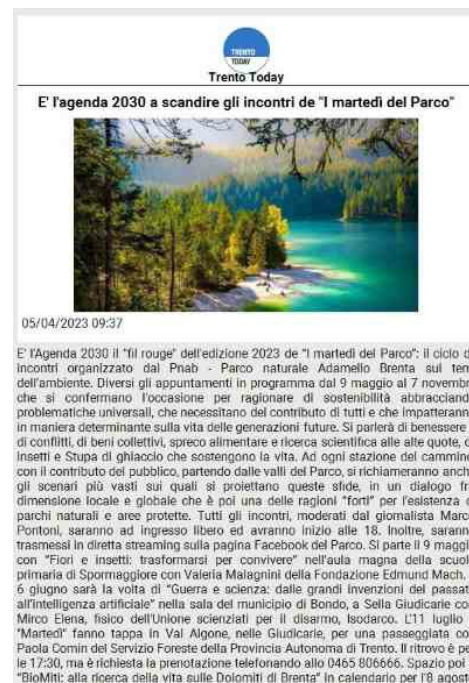 TRENTO
TODAY
Trento Today
E' l'agenda 2030 a scandire gli incontri de "I martedì del Parco"
05/04/2023 09:37
E' l'Agenda 2030 il "fil rouge" dell'edizione 2023 de "I martedì del Parco": il ciclo d
incontri organizzato dal Pnab - Parco naturale Adamello Brenta sul tem
dell'ambiente. Diversi gli appuntamenti in programma dal 9 maggio al 7 novembr
che si confermano l'occasione per ragionare di sostenibilità abbracciand
problematiche universali, che necessitano del contributo di tutti e che impatterann
in maniera determinante sulla vita delle generazioni future. Si parlerà di benessere
di conflitti, di beni collettivi, spreco alimentare e ricerca scientifica alle alte quote, d
insetti e Stupa di ghiaccio che sostengono la vita. Ad ogni stazione del cammino
con il contributo del pubblico, partendo dalle valli del Parco, si richiameranno anch
gli scenari più vasti sui quali si proiettano queste sfide, in un dialogo fr
dimensione locale e globale che è poi una delle ragioni "forti" per l'esistenza d
parchi naturali e aree protette. Tutti gli incontri, moderati dal giornalista Marc
Pontoni, saranno ad ingresso libero ed avranno inizio alle 18. Inoltre, sarann
trasmessi in diretta streaming sulla pagina Facebook del Parco. Si parte il 9 maggi
con "Fiori e insetti: trasformarsi per convivere" nell'aula magna della scuol
primaria di Spormaggiore con Valeria Malagnini della Fondazione Edmund Mach.
6 giugno sarà la volta di "Guerra e scienza: dalle grandi invenzioni del passat
all'intelligenza artificiale" nella sala del municipio di Bondo, a Sella Giudicarie co
Mirco Elena, fisico dell'Unione scienziati per il disarmo, Isodarco. L'11 luglio
"Martedì" fanno tappa in Val Algone, nelle Giudicarie, per una passeggiata co
Paola Comin del Servizio Foreste della Provincia Autonoma di Trento. Il ritrovo è pe
le 17:30, ma è richiesta la prenotazione telefonando allo 0465 806666. Spazio poi
"BioMiti: alla ricerca della vita sulle Dolomiti di Brenta" in calendario per l'8 agost